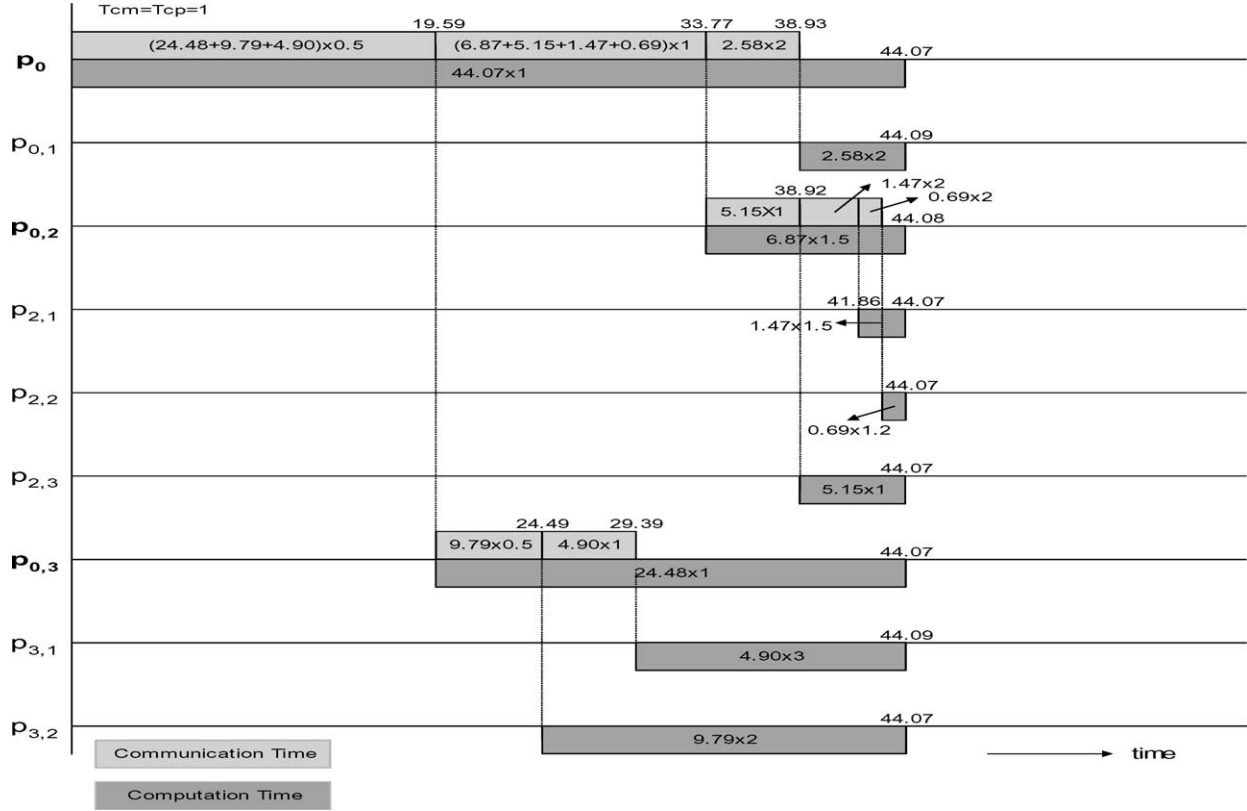 Tcm=Tcp=1
19.59 33.77 38.93
(24.48+9.79+4.90)x0.5 (6.87+5.15+1.47+0.69)x1 2.58x2
44.07
p0
44.07x1
44.09
p0,1
2.58x2
1.47x2
38.92 0.69x2
5.15X1
44.08
p0,2
6.87x1.5
41.86 44.07
p2,1
1.47x1.5
44.07
p2,2
0.69x1.2
44.07
p2,3
5.15x1
24.49 29.39
9.79x0.5 4.90x1
44.07
p0,3
24.48x1
44.09
p3,1
4.90x3
44.07
p3,2
9.79x2
Communication Time
time
Computation Time